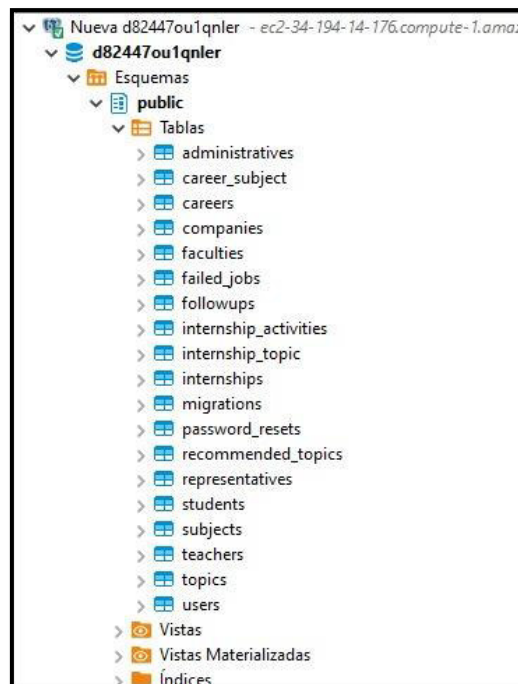 Nueva d82447ou1qnler - ec2-34-194-14-176.compute-1.amaz
d82447ou1qnler
Esquemas
public
Tablas
administratives
career_subject
careers
companies
faculties
failed_jobs
followups
internship_activities
internship_topic
internships
migrations
password_resets
recommended_topics
representatives
students
subjects
teachers
topics
users
Vistas
Vistas Materializadas
Índices